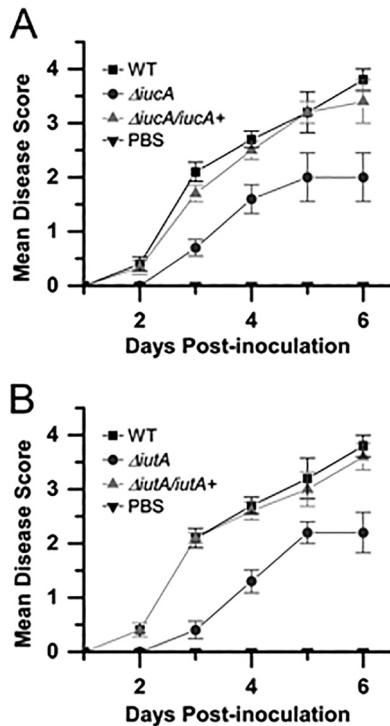 A
WT
ΔiucA
ΔiucA/iucA+
PBS
Mean Disease Score
4
3
2
1
0
2 4 6
Days Post-inoculation
B
WT
ΔiutA
ΔiutA/iutA+
PBS
Mean Disease Score
4
3
2
1
0
2 4 6
Days Post-inoculation